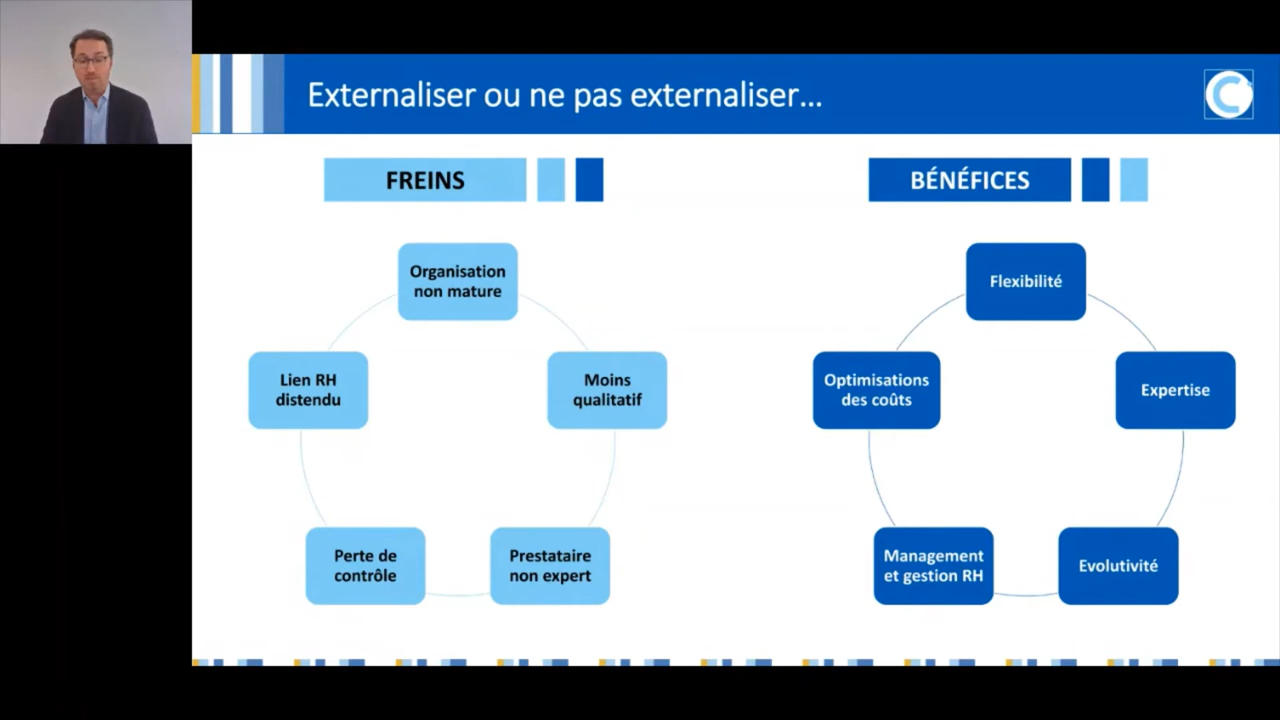 Externaliser ou ne pas externaliser...
C
FREINS
Organisation
non mature
Moins
qualitatif
Prestataire
non expert
Perte de
contrôle
Lien RH
distendu
BÉNÉFICES
Flexibilité
Expertise
Evolutivité
Management
et gestion RH
Optimisations
des coûts